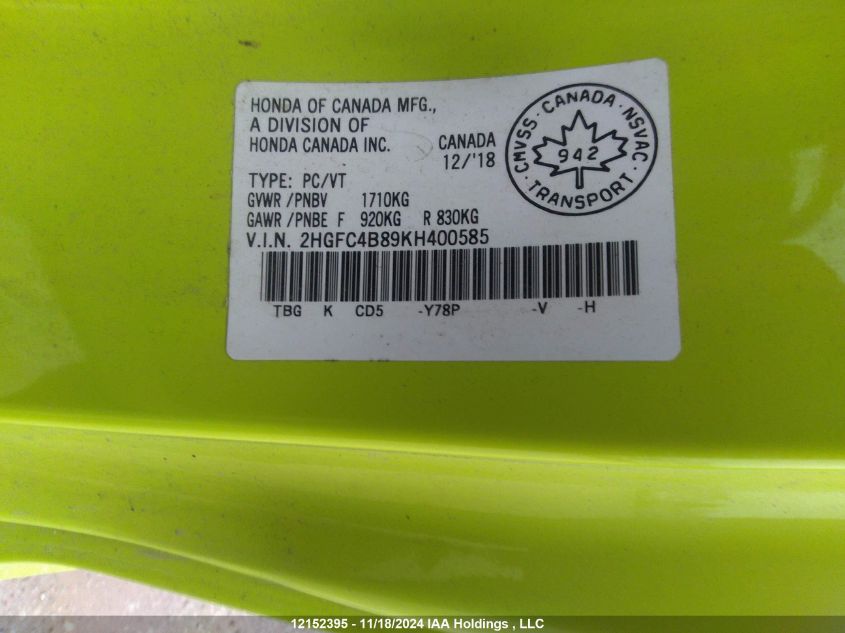 HONDA OF CANADA MFG.,
A DIVISION OF
HONDA CANADA INC.
CANADA
12/'18
TYPE: PC/VT
GVWR /PNBV 1710KG
GAWR /PNBE F 920KG R 830KG
V.I.N. 2HGFC4B89KH400585
TBG K CD5 -Y78P -V -H
CMVSS · CANADA · NSVAC
942
· TRANSPORT ·
12152395 - 11/18/2024 IAA Holdings , LLC